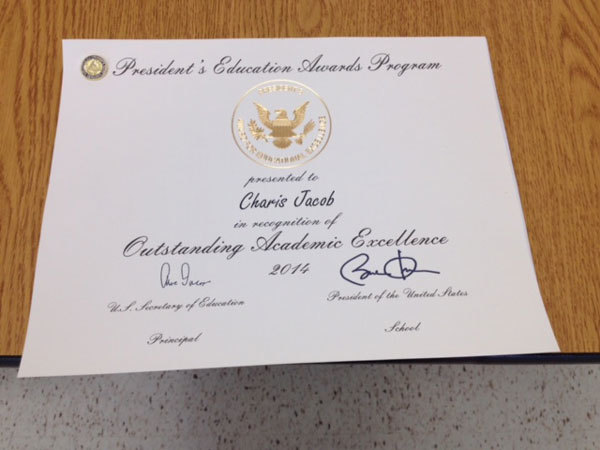 President's Education Awards Program
presented to
Charis Jacob
in recognition of
Outstanding Academic Excellence
2014
U.S. Secretary of Education
President of the United States
Principal
School